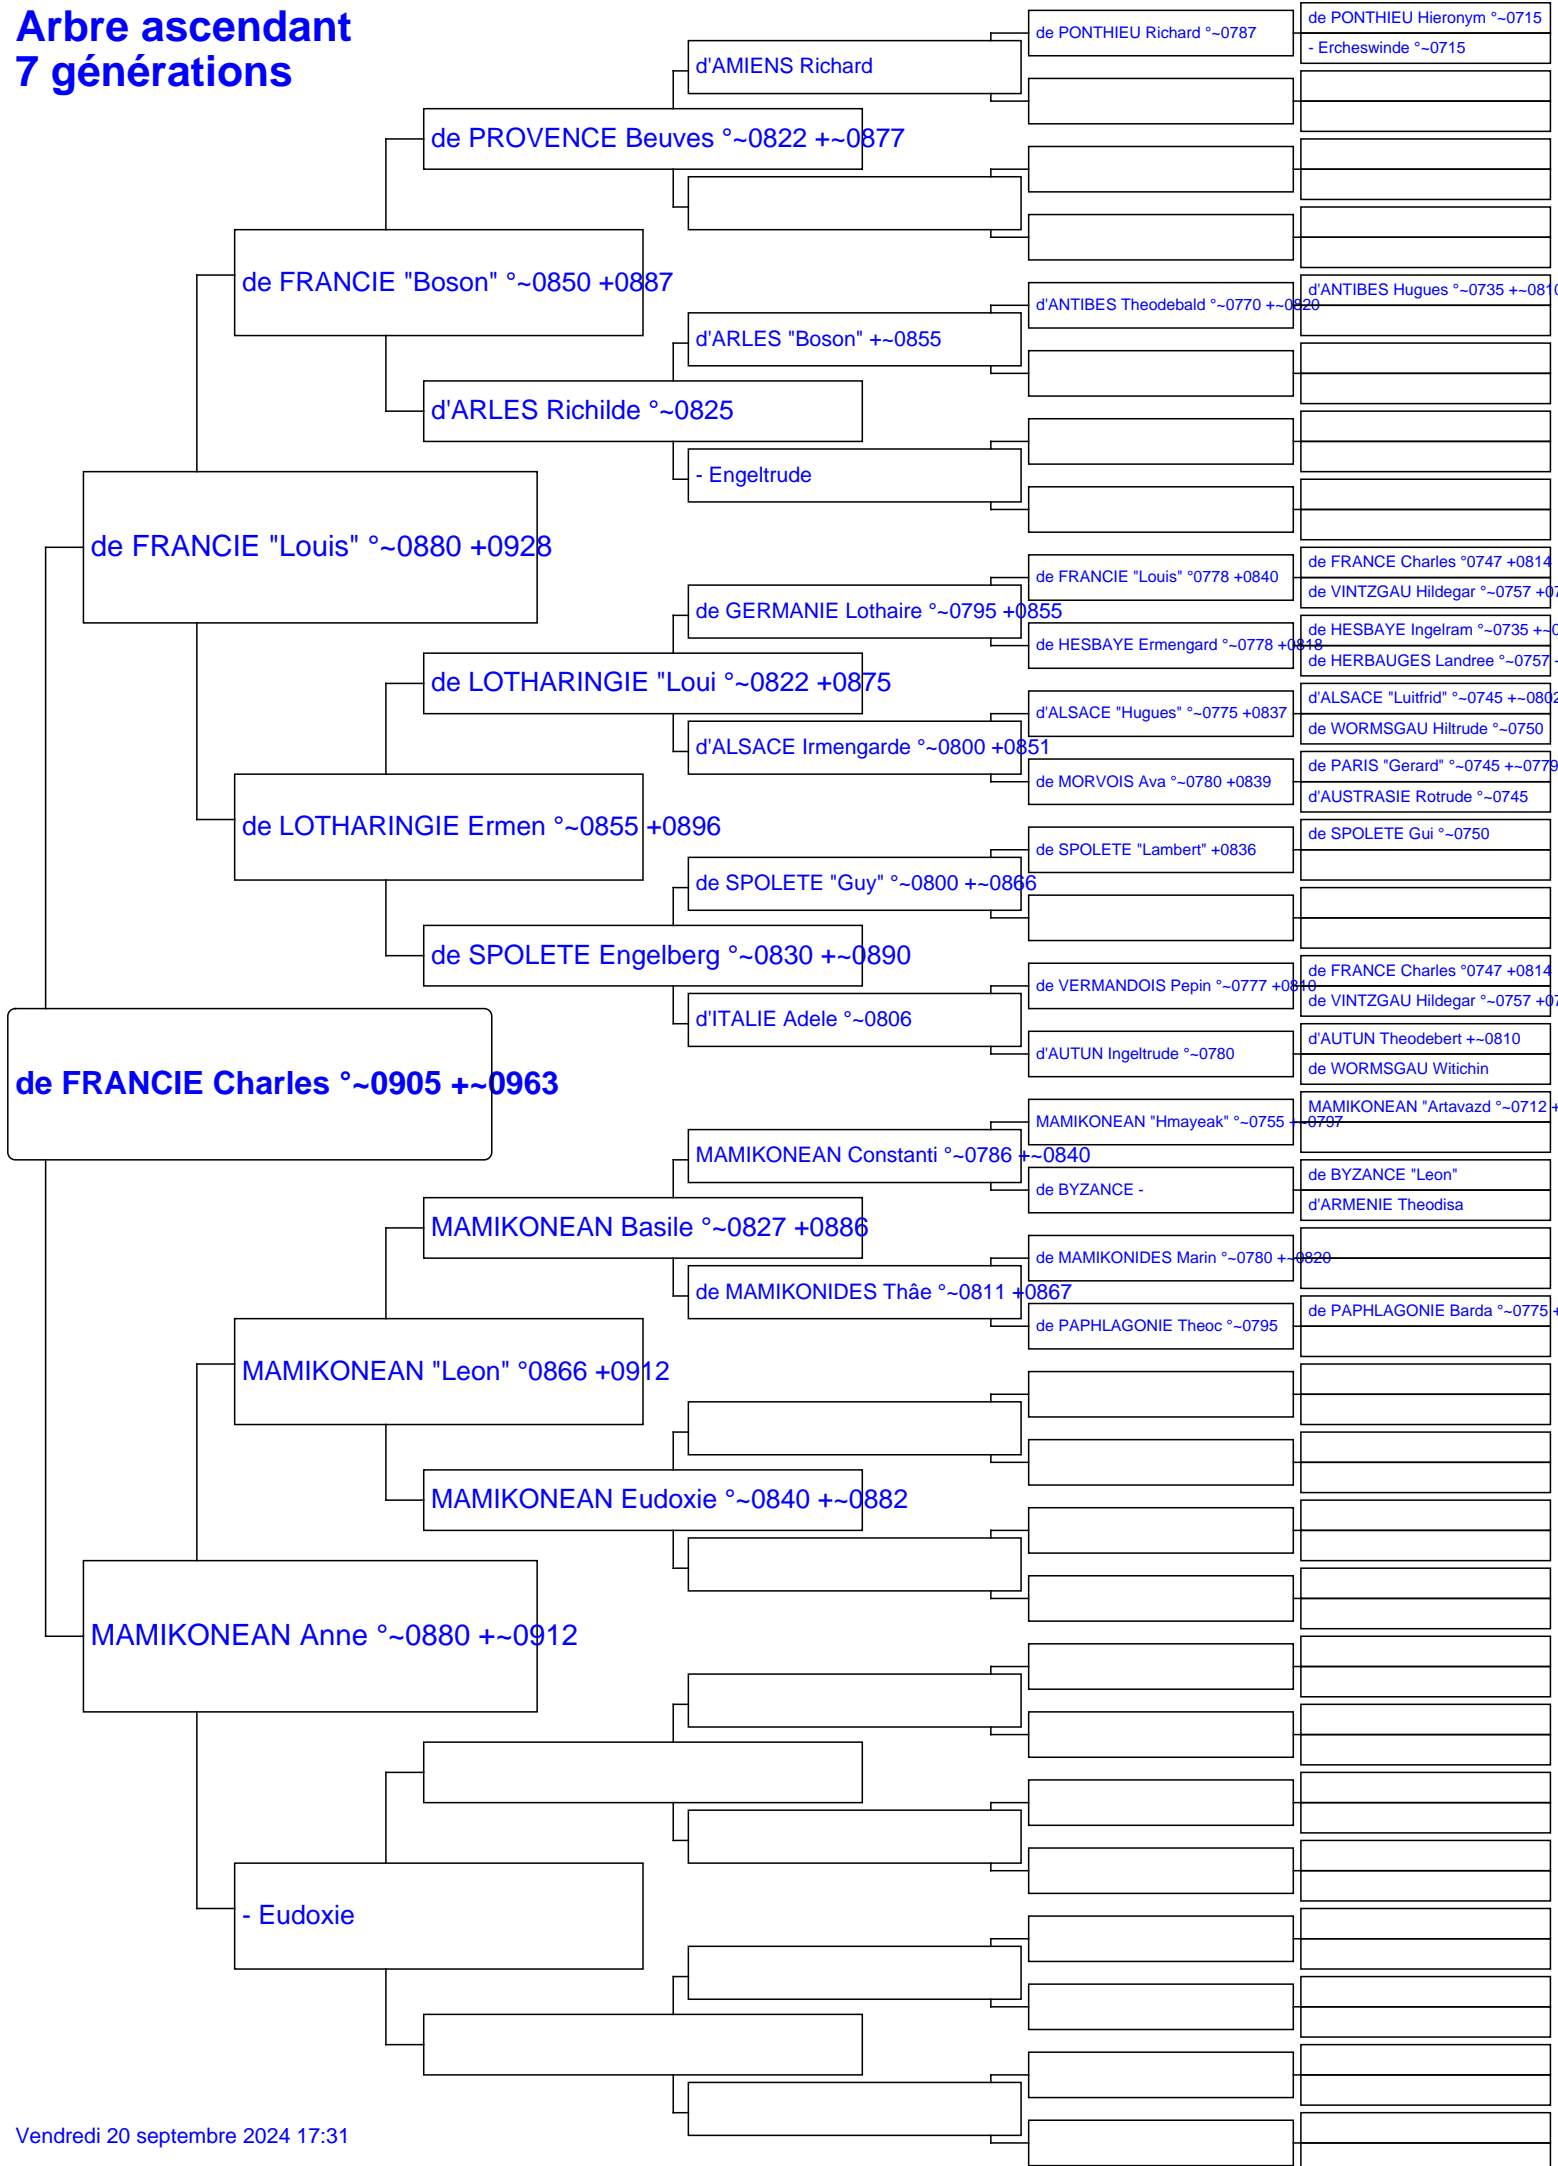 Arbre ascendant
7 générations
de FRANCIE Charles °~0905 +~0963
de FRANCIE "Louis" °~0880 +0928
MAMIKONEAN Anne °~0880 +~0912
de FRANCIE "Boson" °~0850 +0887
de LOTHARINGIE Ermen °~0855 +0896
MAMIKONEAN "Leon" °0866 +0912
- Eudoxie
de PROVENCE Beuves °~0822 +~0877
d'ARLES Richilde °~0825
de LOTHARINGIE "Loui °~0822 +0875
de SPOLETE Engelberg °~0830 +~0890
MAMIKONEAN Basile °~0827 +0886
MAMIKONEAN Eudoxie °~0840 +~0882
d'AMIENS Richard
d'ARLES "Boson" +~0855
- Engeltrude
de GERMANIE Lothaire °~0795 +0855
d'ALSACE Irmengarde °~0800 +0851
de SPOLETE "Guy" °~0800 +~0866
d'ITALIE Adele °~0806
MAMIKONEAN Constanti °~0786 +~0840
de MAMIKONIDES Thâe °~0811 +0867
de PONTHIEU Richard °~0787
d'ANTIBES Theodebald °~0770 +~0820
de FRANCIE "Louis" °0778 +0840
de HESBAYE Ermengard °~0778 +0818
d'ALSACE "Hugues" °~0775 +0837
de MORVOIS Ava °~0780 +0839
de SPOLETE "Lambert" +0836
de VERMANDOIS Pepin °~0777 +0810
d'AUTUN Ingeltrude °~0780
MAMIKONEAN "Hmayeak" °~0755 +~0797
de BYZANCE -
de MAMIKONIDES Marin °~0780 +~0820
de PAPHLAGONIE Theoc °~0795
de PONTHIEU Hieronym °~0715
- Ercheswinde °~0715
d'ANTIBES Hugues °~0735 +~0810
de FRANCE Charles °0747 +0814
de VINTZGAU Hildegar °~0757 +07
de HESBAYE Ingelram °~0735 +~0
de HERBAUGES Landree °~0757 +
d'ALSACE "Luitfrid" °~0745 +~0802
de WORMSGAU Hiltrude °~0750
de PARIS "Gerard" °~0745 +~0779
d'AUSTRASIE Rotrude °~0745
de SPOLETE Gui °~0750
de FRANCE Charles °0747 +0814
de VINTZGAU Hildegar °~0757 +07
d'AUTUN Theodebert +~0810
de WORMSGAU Witichin
MAMIKONEAN "Artavazd °~0712 +
de BYZANCE "Leon"
d'ARMENIE Theodisa
de PAPHLAGONIE Barda °~0775 +
Vendredi 20 septembre 2024 17:31